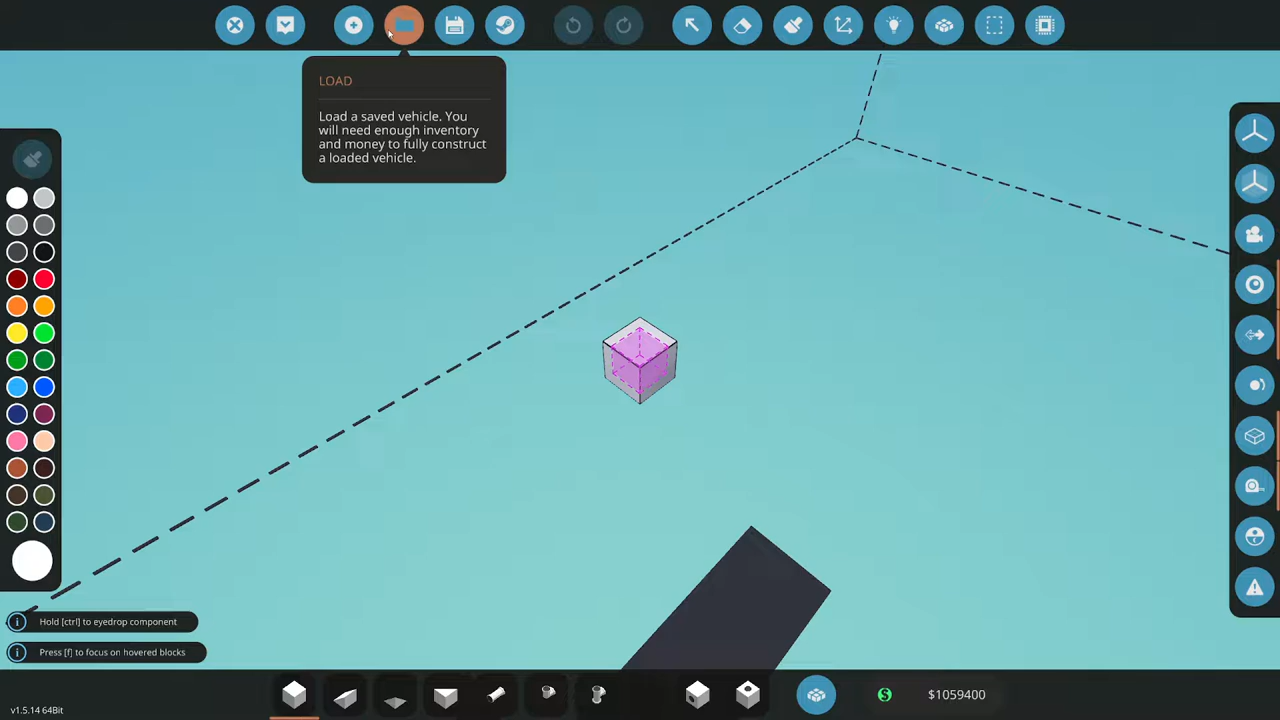 LOAD
Load a saved vehicle. You
will need enough inventory
and money to fully construct
a loaded vehicle.
Hold [ctrl] to eyedrop component
Press [f] to focus on hovered blocks
$1059400
v1.5.14 64Bit